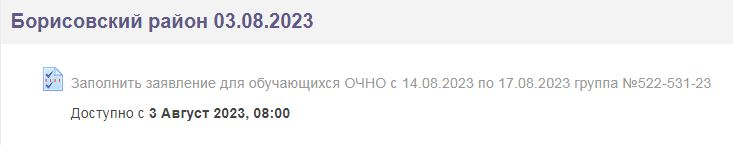 Борисовский район 03.08.2023
Заполнить заявление для обучающихся ОЧНО с 14.08.2023 по 17.08.2023 группа №522-531-23
Доступно с 3 Август 2023, 08:00